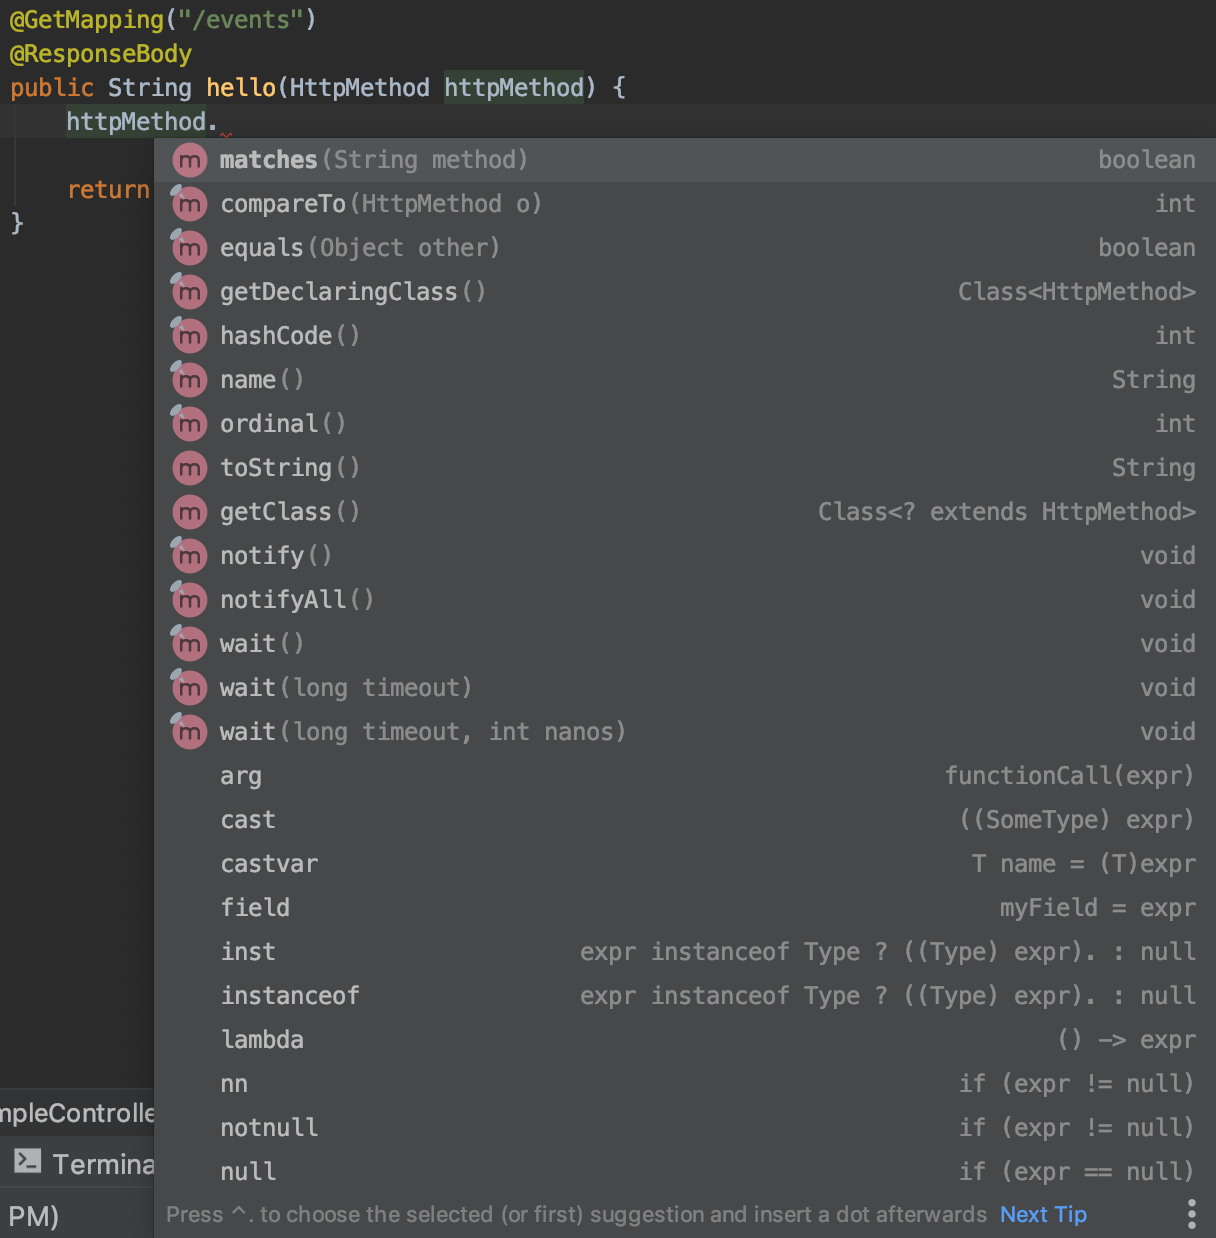 @GetMapping("/events")
@ResponseBody
public String hello(HttpMethod httpMethod) {
httpMethod.
matches(String method) boolean
compareTo(HttpMethod o) int
return
equals(Object other) boolean
}
getDeclaringClass() Class<HttpMethod>
hashCode() int
name() String
ordinal() int
toString() String
getClass() Class<? extends HttpMethod>
notify() void
notifyAll() void
wait() void
wait(long timeout) void
wait(long timeout, int nanos) void
arg functionCall(expr)
cast ((SomeType) expr)
castvar T name = (T)expr
field myField = expr
inst expr instanceof Type ? ((Type) expr). : null
instanceof expr instanceof Type ? ((Type) expr). : null
lambda () -> expr
nn if (expr != null)
notnull if (expr != null)
null if (expr == null)
mpleControlle
Termina
PM)
Press ^. to choose the selected (or first) suggestion and insert a dot afterwards Next Tip